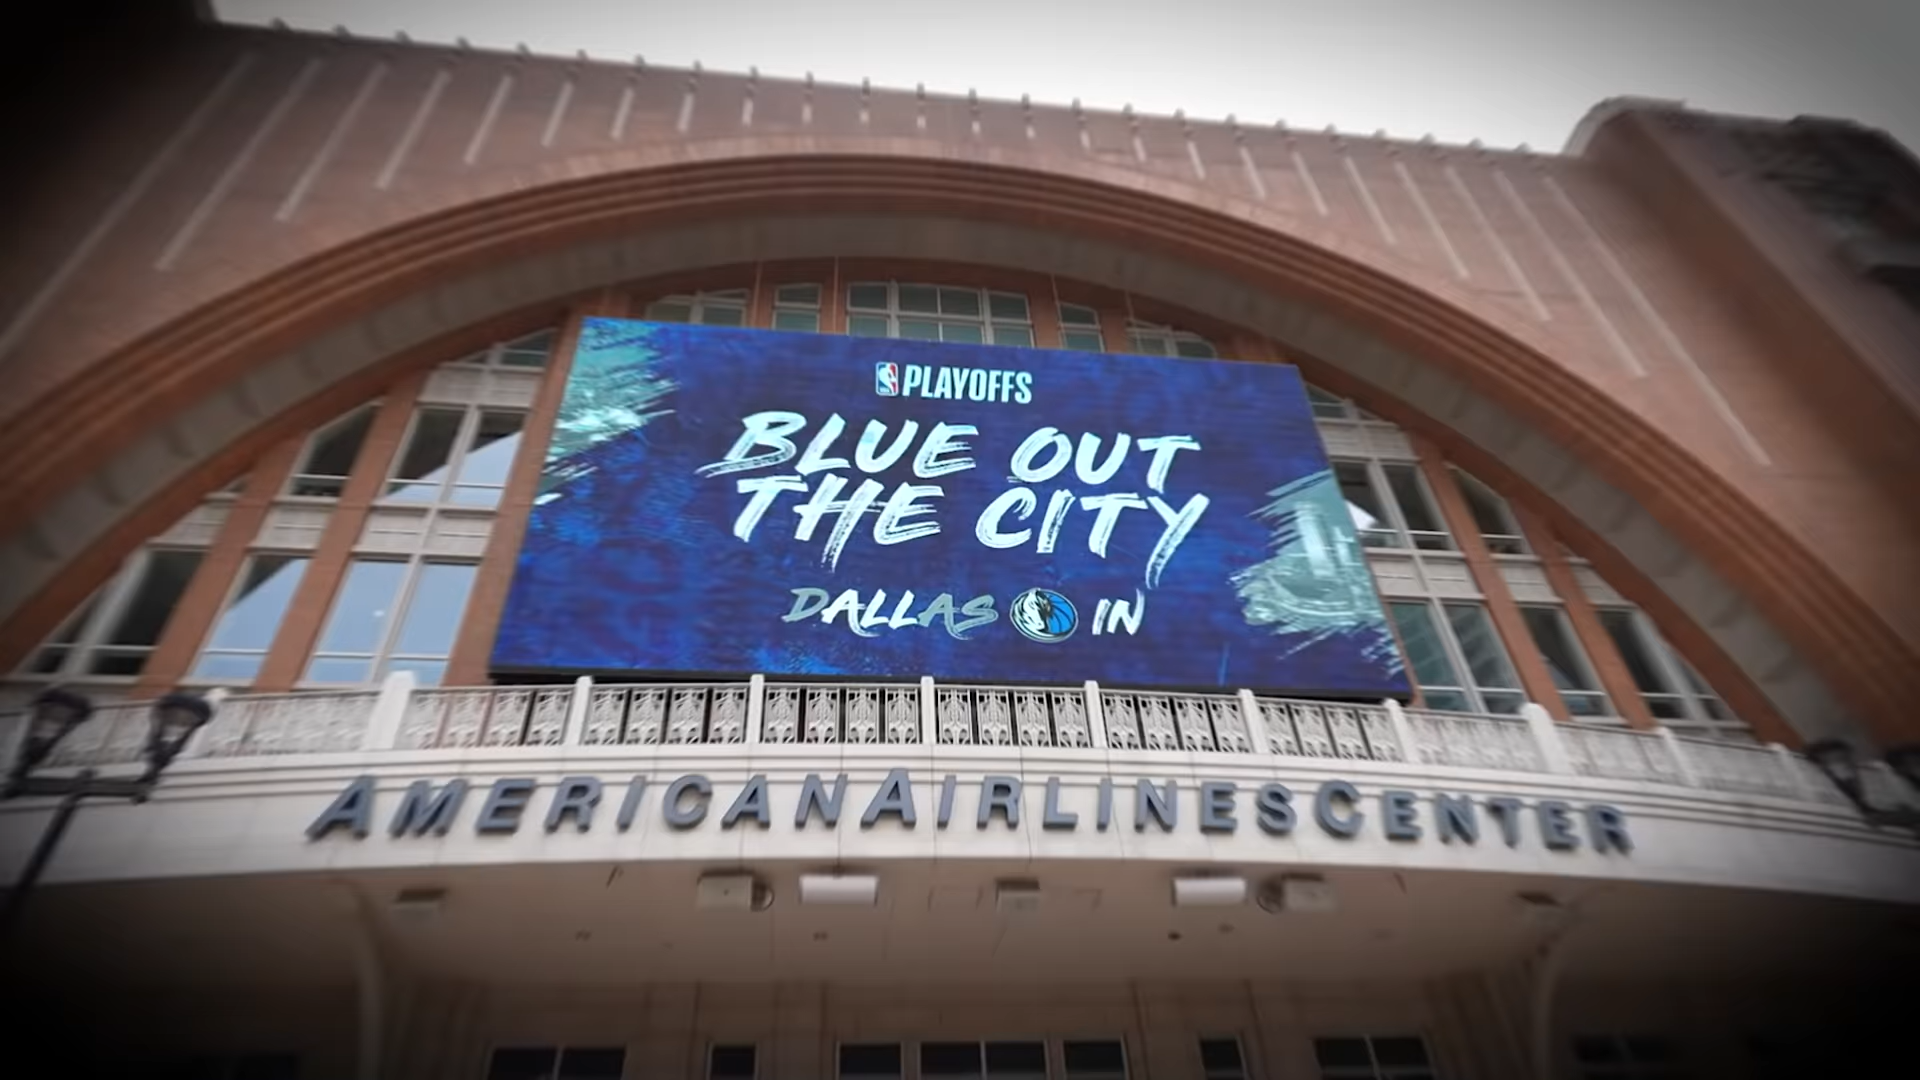 PLAYOFFS
BLUE OUT
THE CITY
DALLAS IN
AMERICANAIRLINESCENTER